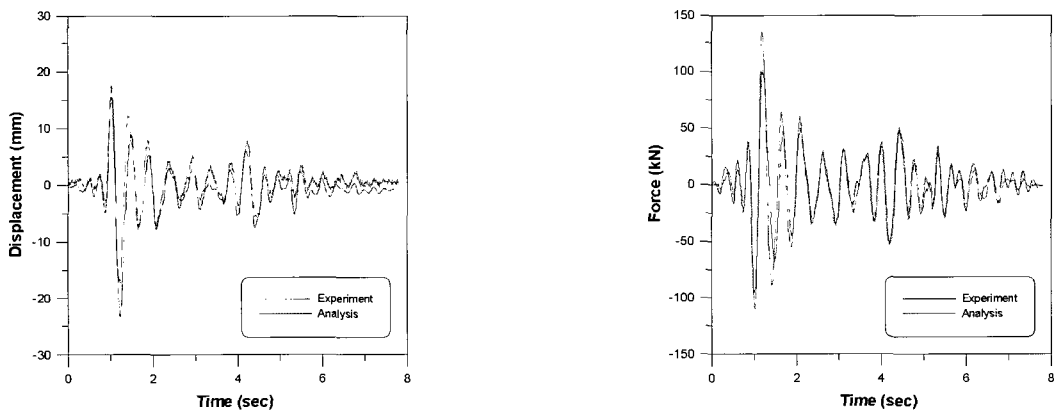 30
20
10
0
-10
-20
-30
Displacement (mm)
Experiment
Analysis
0 2 4 6 8
Time (sec)
150
100
50
0
-50
-100
-150
Force (kN)
Experiment
Analysis
0 2 4 6 8
Time (sec)